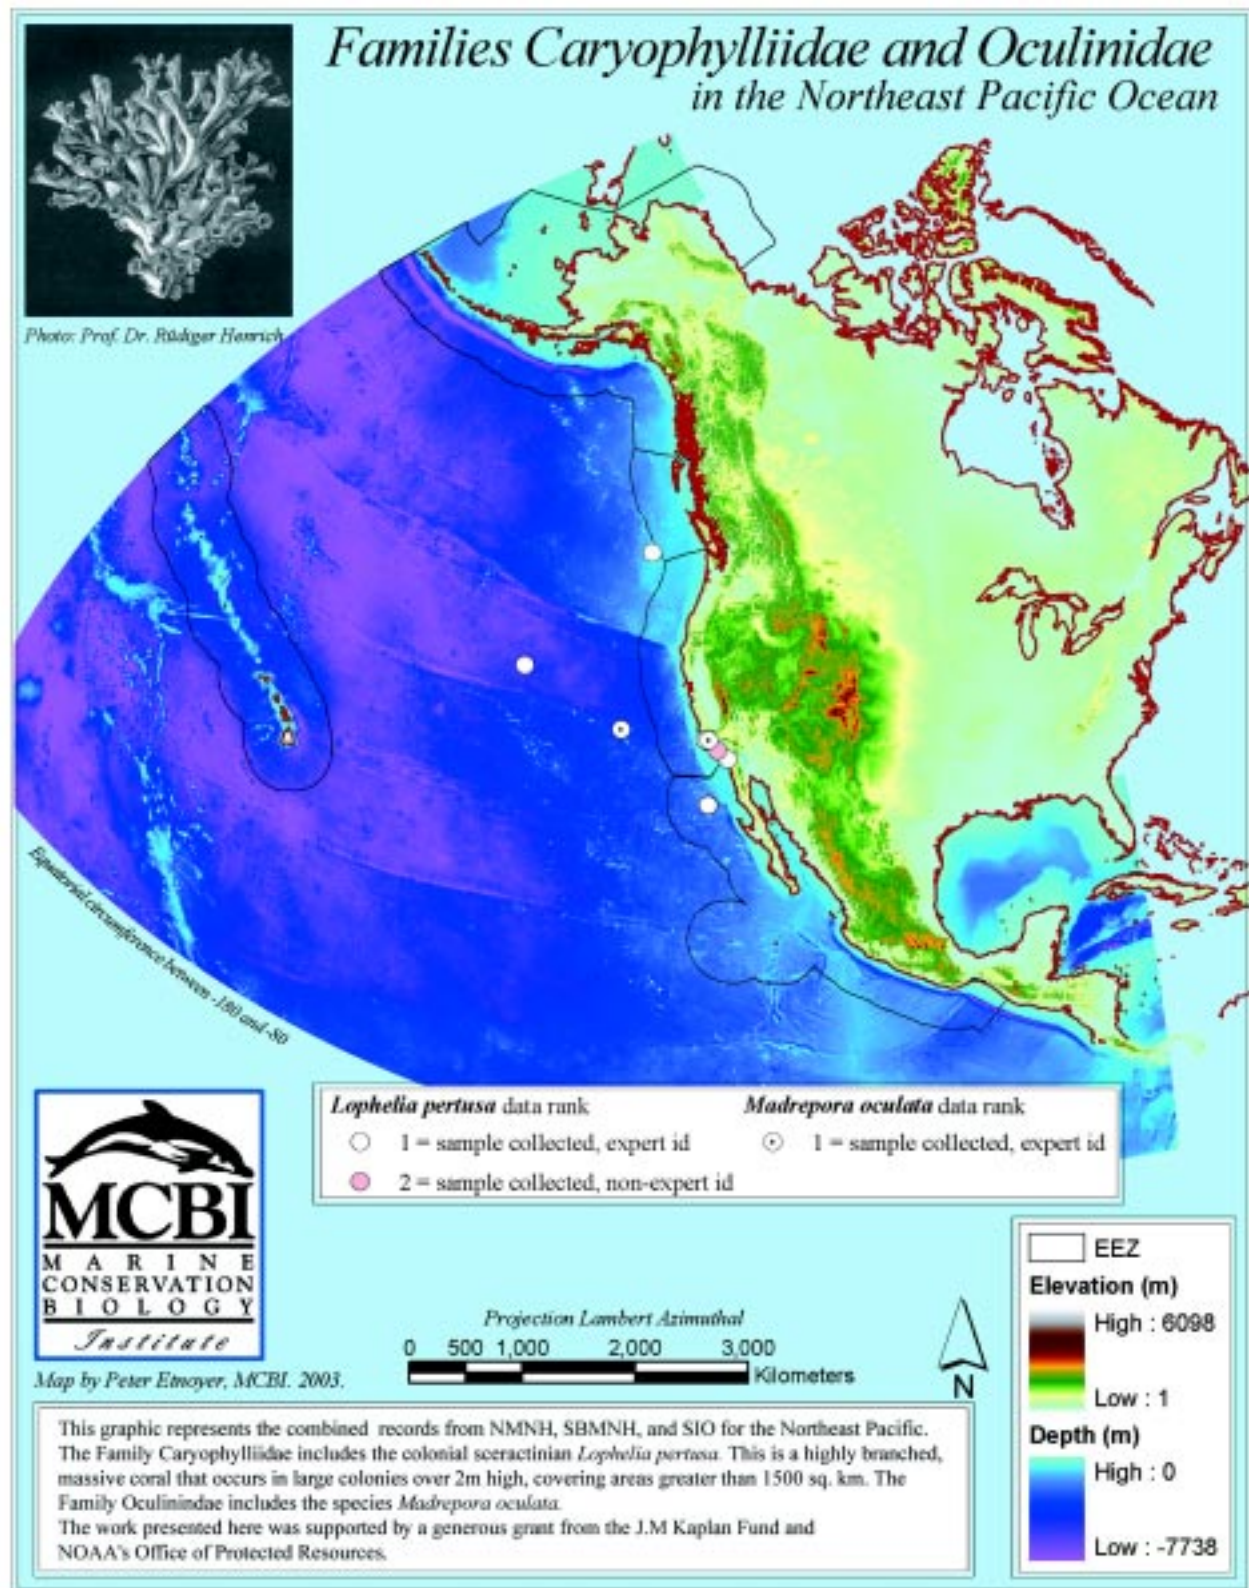 Families Caryophylliidae and Oculinidae
in the Northeast Pacific Ocean
Photo: Prof. Dr. Rüdiger Henrich
Equatorial circumference between -180 and -80
Lophelia pertusa data rank
1 = sample collected, expert id
2 = sample collected, non-expert id
Madrepora oculata data rank
1 = sample collected, expert id
MCBI
MARINE
CONSERVATION
BIOLOGY
Institute
Map by Peter Etnoyer, MCBI. 2003.
Projection Lambert Azimuthal
0 500 1,000 2,000 3,000
Kilometers
N
EEZ
Elevation (m)
High : 6098
Low : 1
Depth (m)
High : 0
Low : -7738
This graphic represents the combined records from NMNH, SBMNH, and SIO for the Northeast Pacific.
The Family Caryophylliidae includes the colonial sceractinian Lophelia pertusa. This is a highly branched,
massive coral that occurs in large colonies over 2m high, covering areas greater than 1500 sq. km. The
Family Oculinindae includes the species Madrepora oculata.
The work presented here was supported by a generous grant from the J.M Kaplan Fund and
NOAA's Office of Protected Resources.